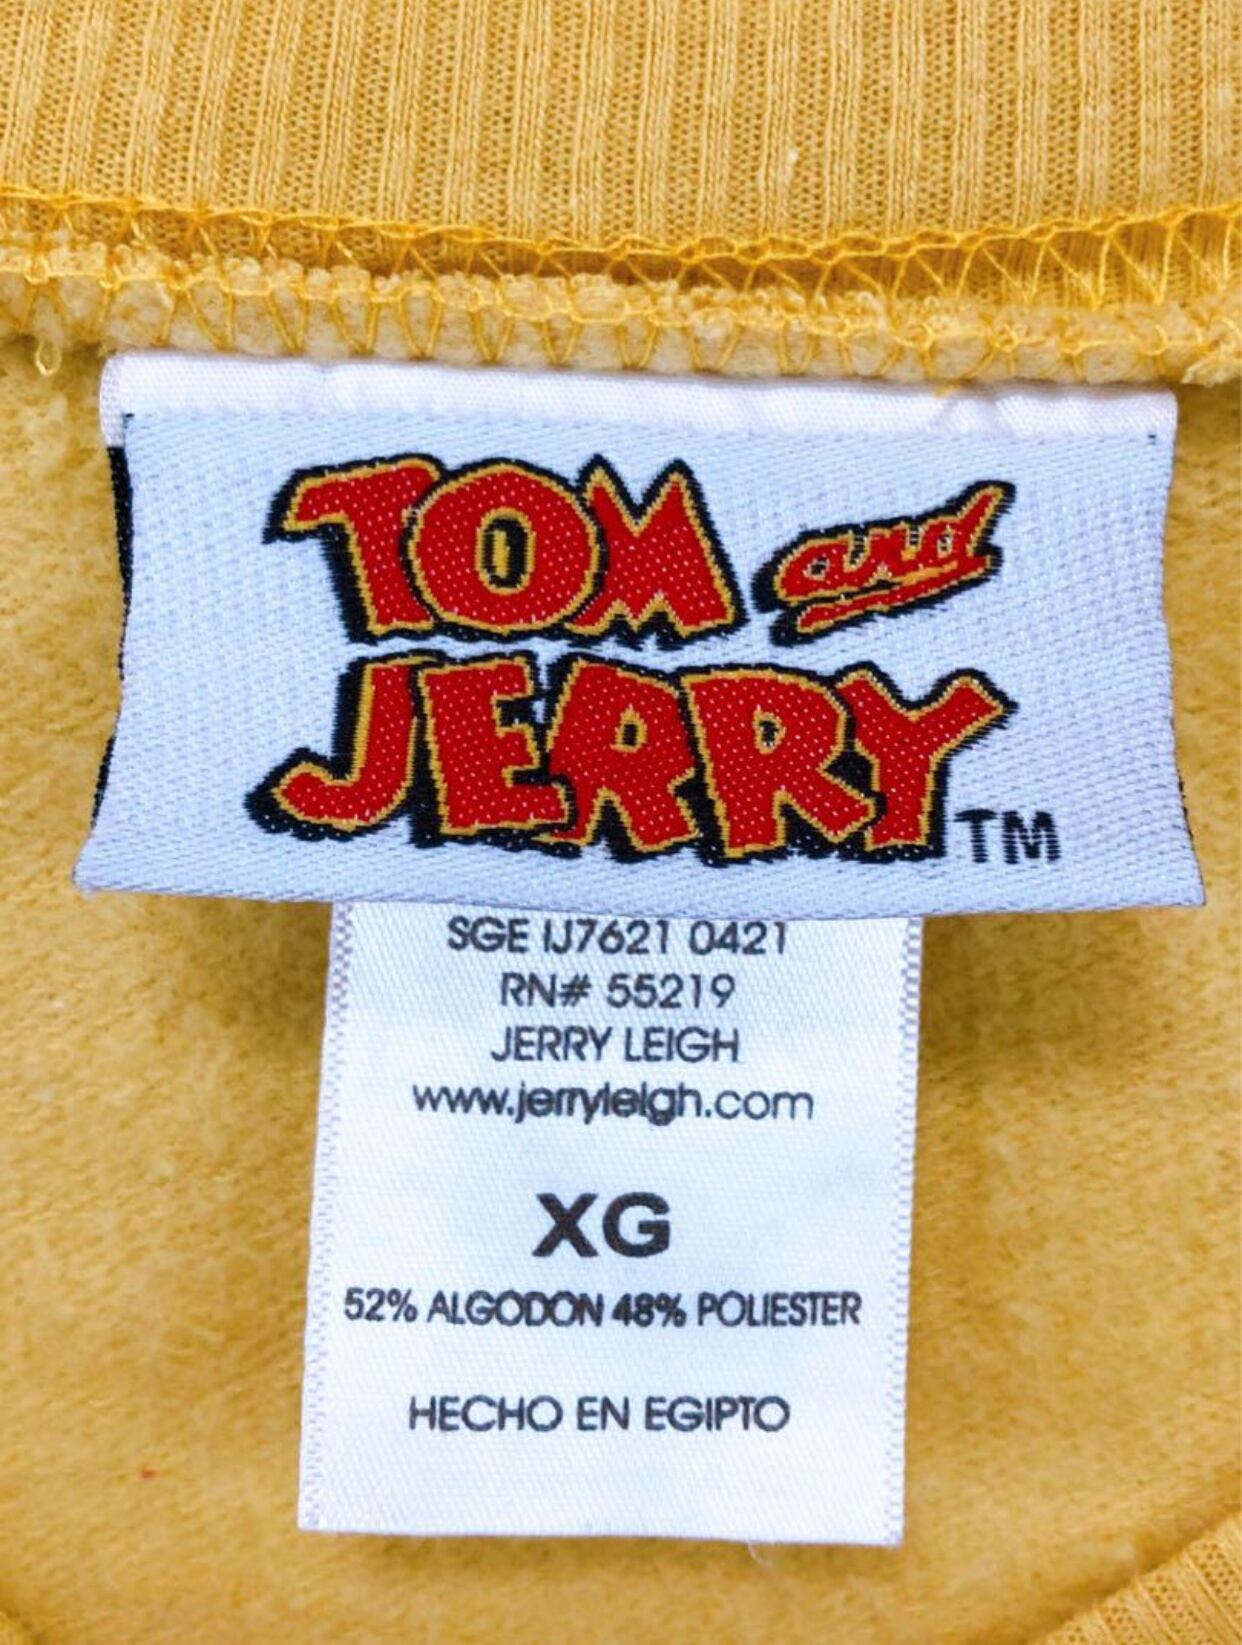 TOM and
JERRY TM
SGE IJ7621 0421
RN# 55219
JERRY LEIGH
www.jerryleigh.com
XG
52% ALGODON 48% POLIESTER
HECHO EN EGIPTO